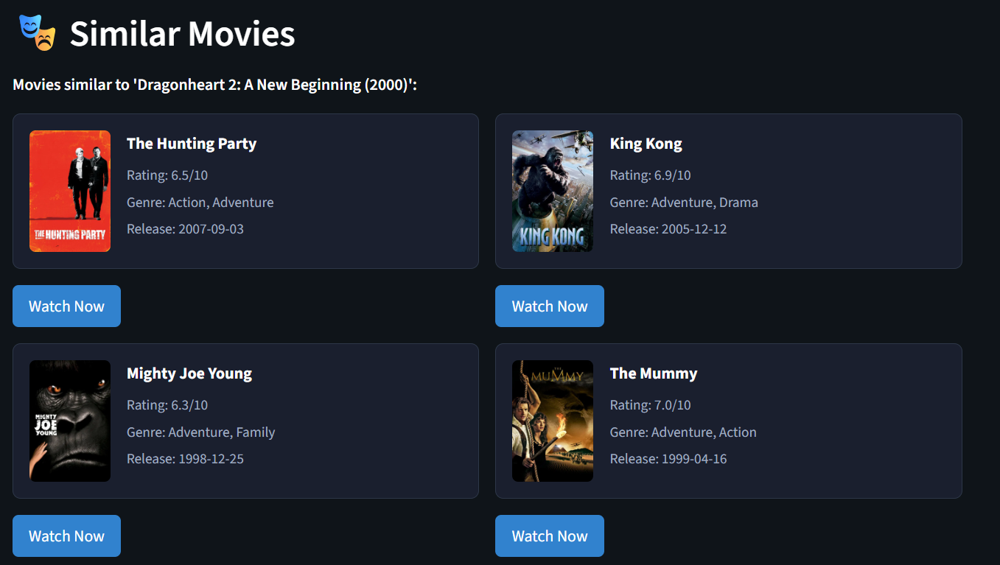 Similar Movies
Movies similar to 'Dragonheart 2: A New Beginning (2000)':
THE HUNTING PARTY
The Hunting Party
Rating: 6.5/10
Genre: Action, Adventure
Release: 2007-09-03
KING KONG
King Kong
Rating: 6.9/10
Genre: Adventure, Drama
Release: 2005-12-12
Watch Now
Watch Now
MIGHTY
JOE
YOUNG
Mighty Joe Young
Rating: 6.3/10
Genre: Adventure, Family
Release: 1998-12-25
THE
MUMMY
The Mummy
Rating: 7.0/10
Genre: Adventure, Action
Release: 1999-04-16
Watch Now
Watch Now